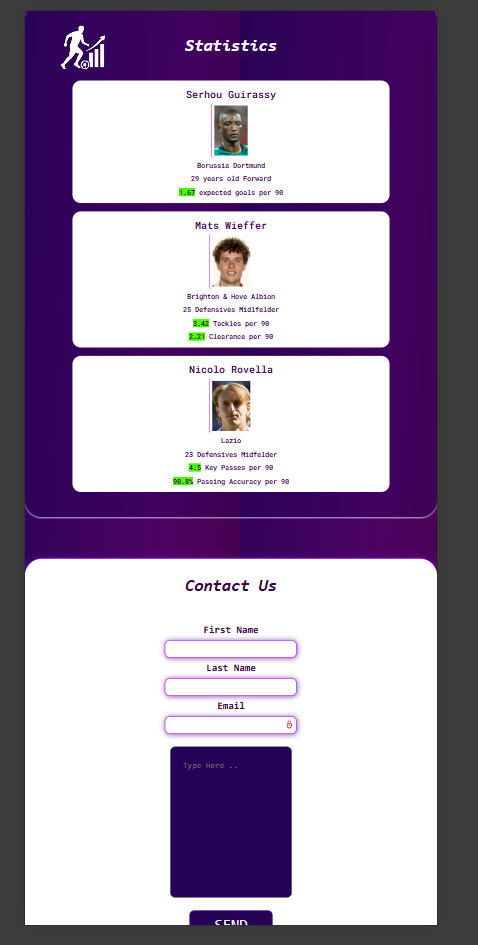 Statistics
Serhou Guirassy
Borussia Dortmund
29 years old Forward
1.67 expected goals per 90
Mats Wieffer
Brighton & Hove Albion
25 Defensives Midlfelder
3.42 Tackles per 90
2.21 Clearance per 90
Nicolo Rovella
Lazio
23 Defensives Midfelder
4.5 Key Passes per 90
90.8% Passing Accuracy per 90
Contact Us
First Name
Last Name
Email
Type Here ..
SEND